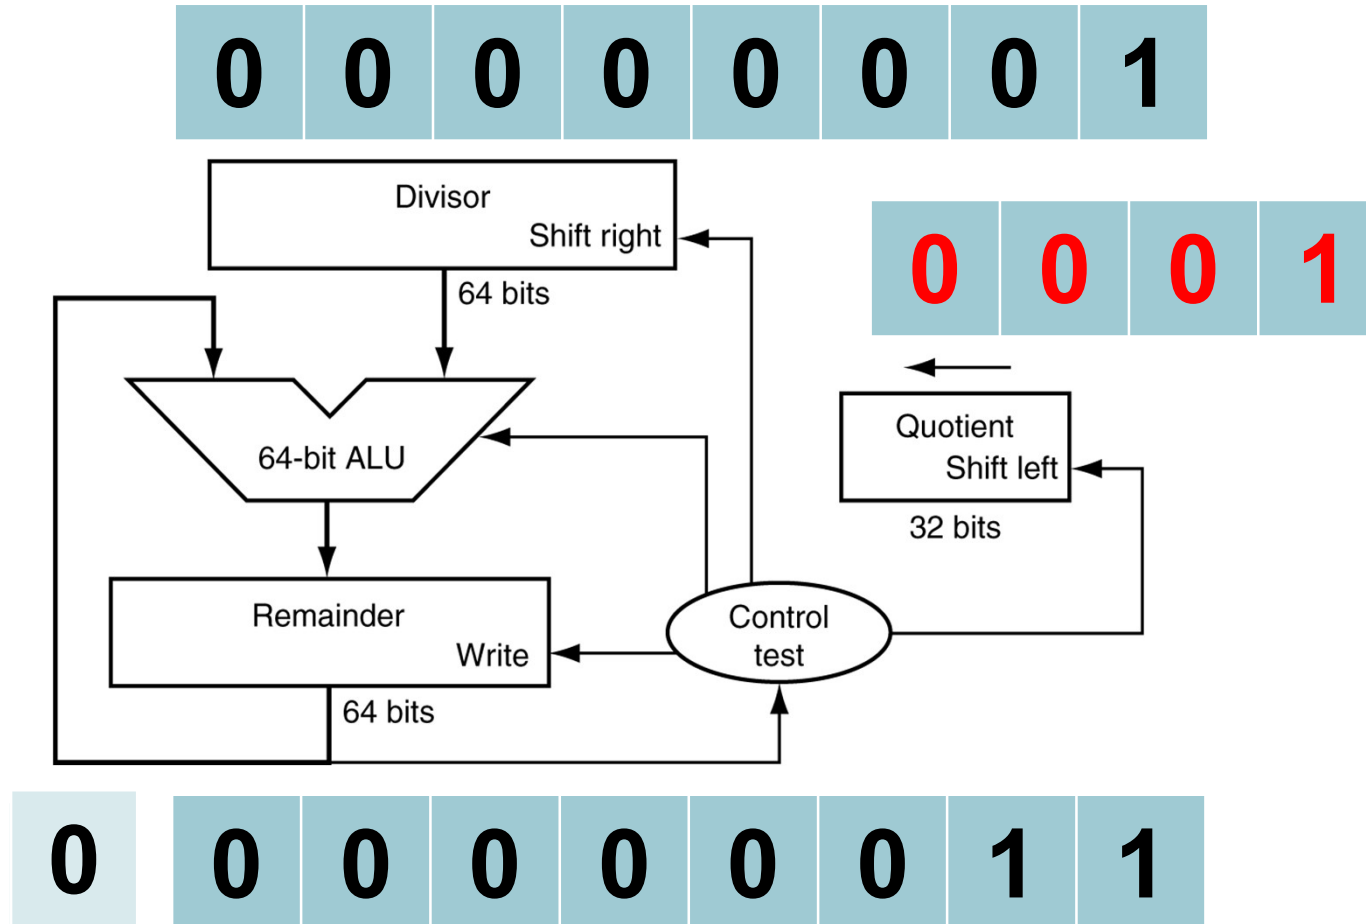 0 0 0 0 0 0 0 1
Divisor
Shift right
0 0 0 1
64 bits
Quotient
64-bit ALU
Shift left
32 bits
Remainder
Control
test
Write
64 bits
0 0 0 0 0 0 0 1 1